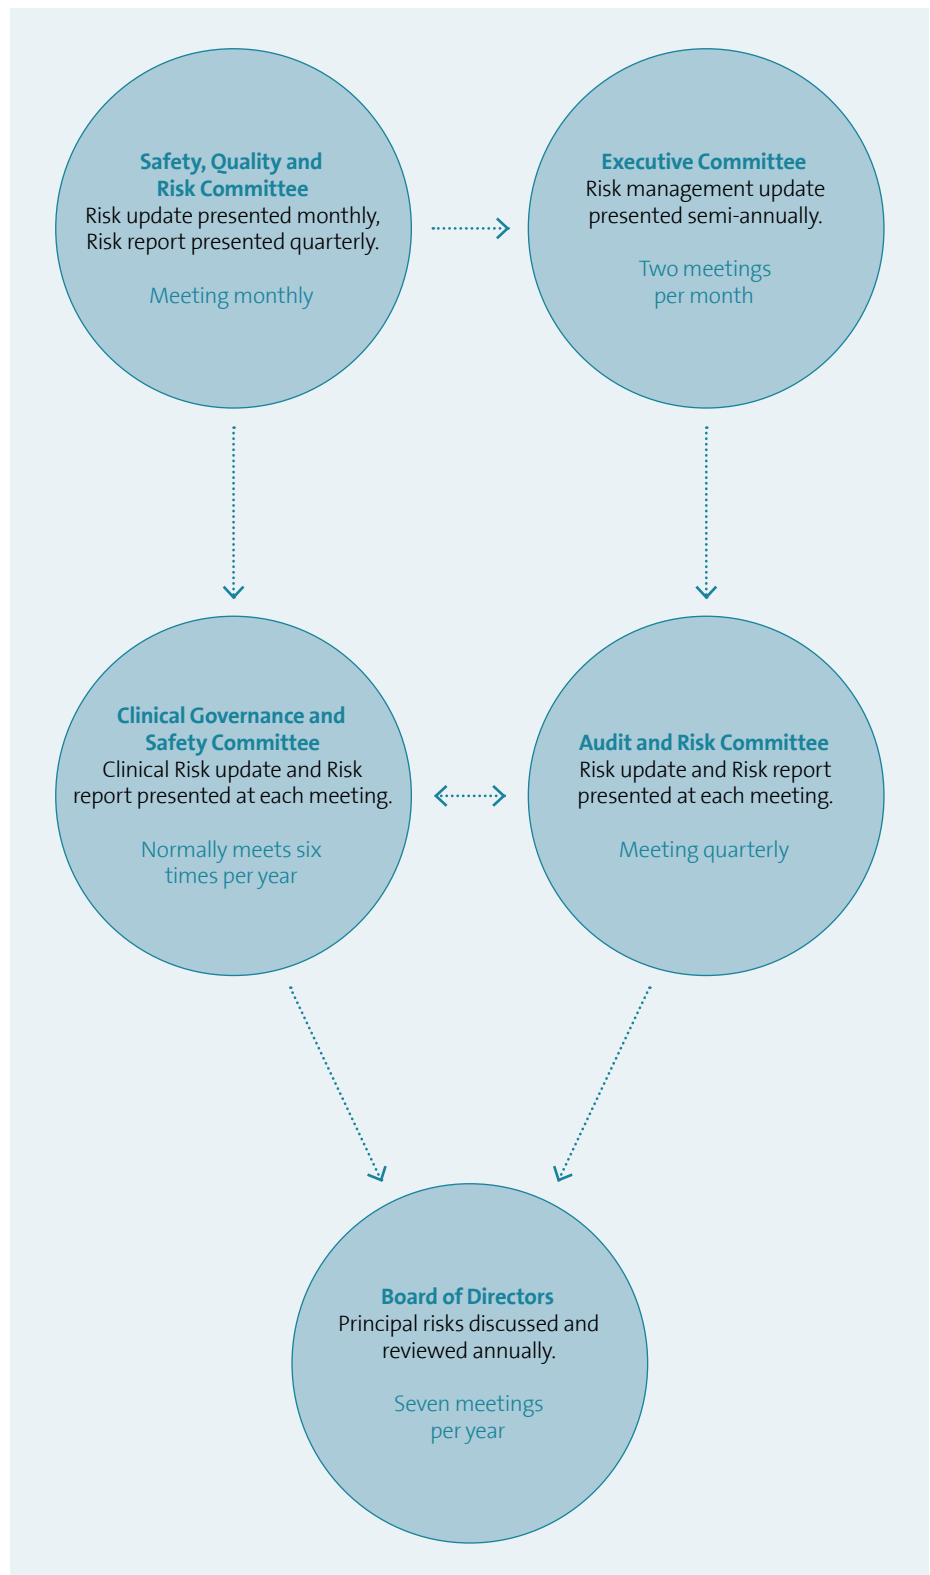 Safety, Quality and
Risk Committee
Risk update presented monthly,
Risk report presented quarterly.
Meeting monthly
Executive Committee
Risk management update
presented semi-annually.
Two meetings
per month
Clinical Governance and
Safety Committee
Clinical Risk update and Risk
report presented at each meeting.
Normally meets six
times per year
Audit and Risk Committee
Risk update and Risk report
presented at each meeting.
Meeting quarterly
Board of Directors
Principal risks discussed and
reviewed annually.
Seven meetings
per year